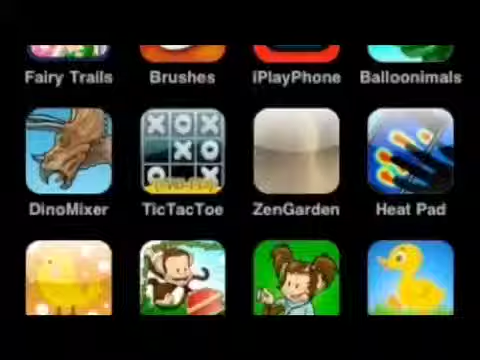 Fairy Trails Brushes iPlayPhone Balloonimals
X O X
X O
O
DinoMixer TicTacToe ZenGarden Heat Pad